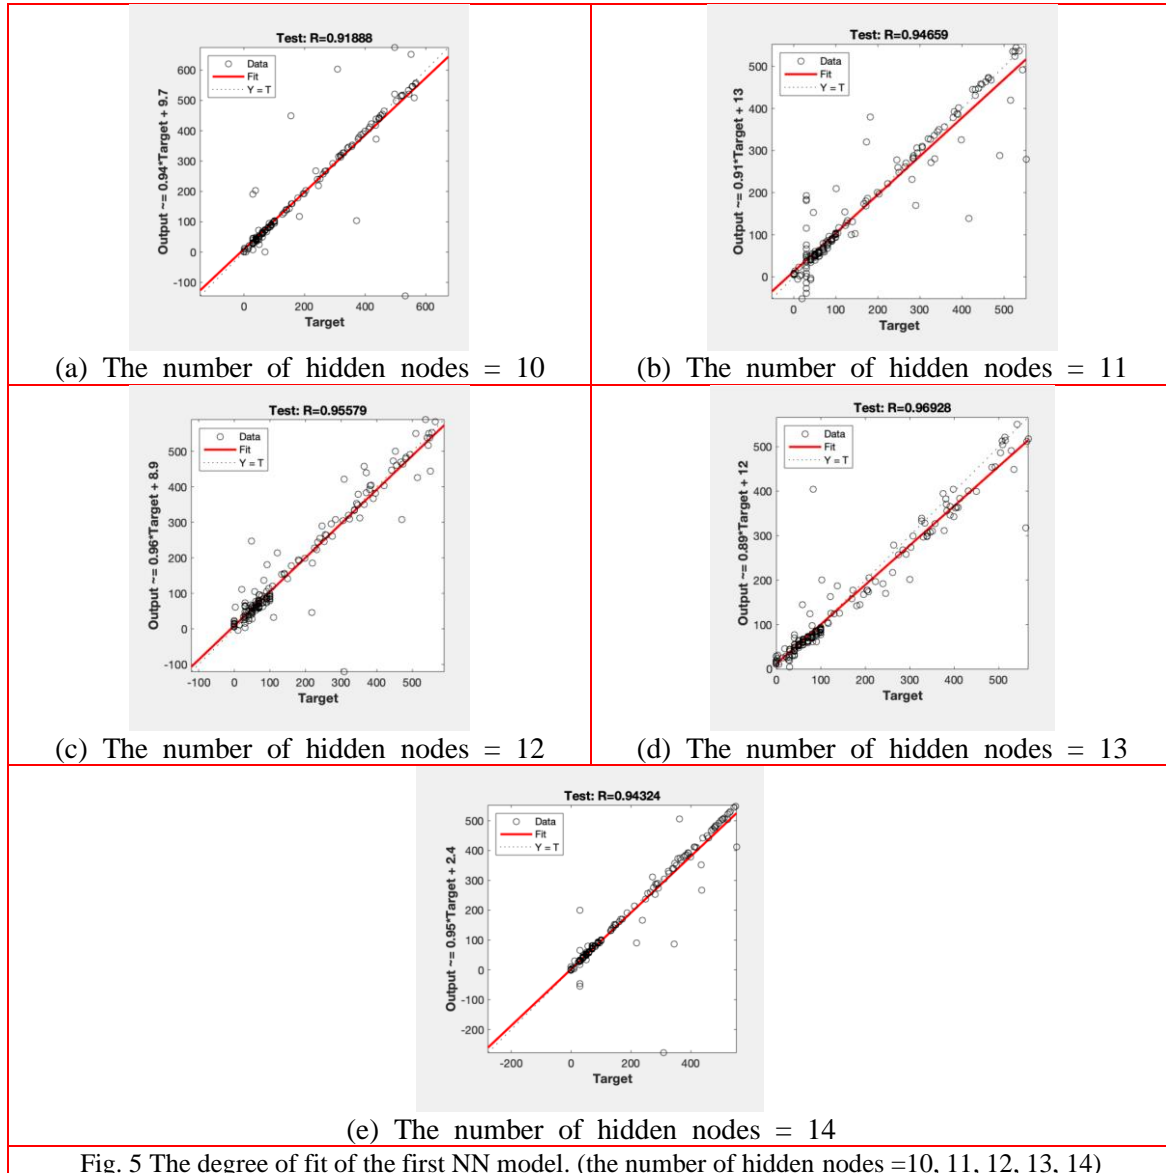 Test: R=0.91888
Output ~= 0.94*Target + 9.7
Data
Fit
Y = T
600
500
400
300
200
100
0
-100
0 200 400 600
Target
(a) The number of hidden nodes = 10
Test: R=0.94659
Output ~= 0.91*Target + 13
Data
Fit
Y = T
500
400
300
200
100
0
0 100 200 300 400 500
Target
(b) The number of hidden nodes = 11
Test: R=0.95579
Output ~= 0.96*Target + 8.9
Data
Fit
Y = T
500
400
300
200
100
0
-100
-100 0 100 200 300 400 500
Target
(c) The number of hidden nodes = 12
Test: R=0.96928
Output ~= 0.89*Target + 12
Data
Fit
Y = T
500
400
300
200
100
0
0 100 200 300 400 500
Target
(d) The number of hidden nodes = 13
Test: R=0.94324
Output ~= 0.95*Target + 2.4
Data
Fit
Y = T
500
400
300
200
100
0
-100
-200
-200 0 200 400
Target
(e) The number of hidden nodes = 14
Fig. 5 The degree of fit of the first NN model. (the number of hidden nodes =10, 11, 12, 13, 14)